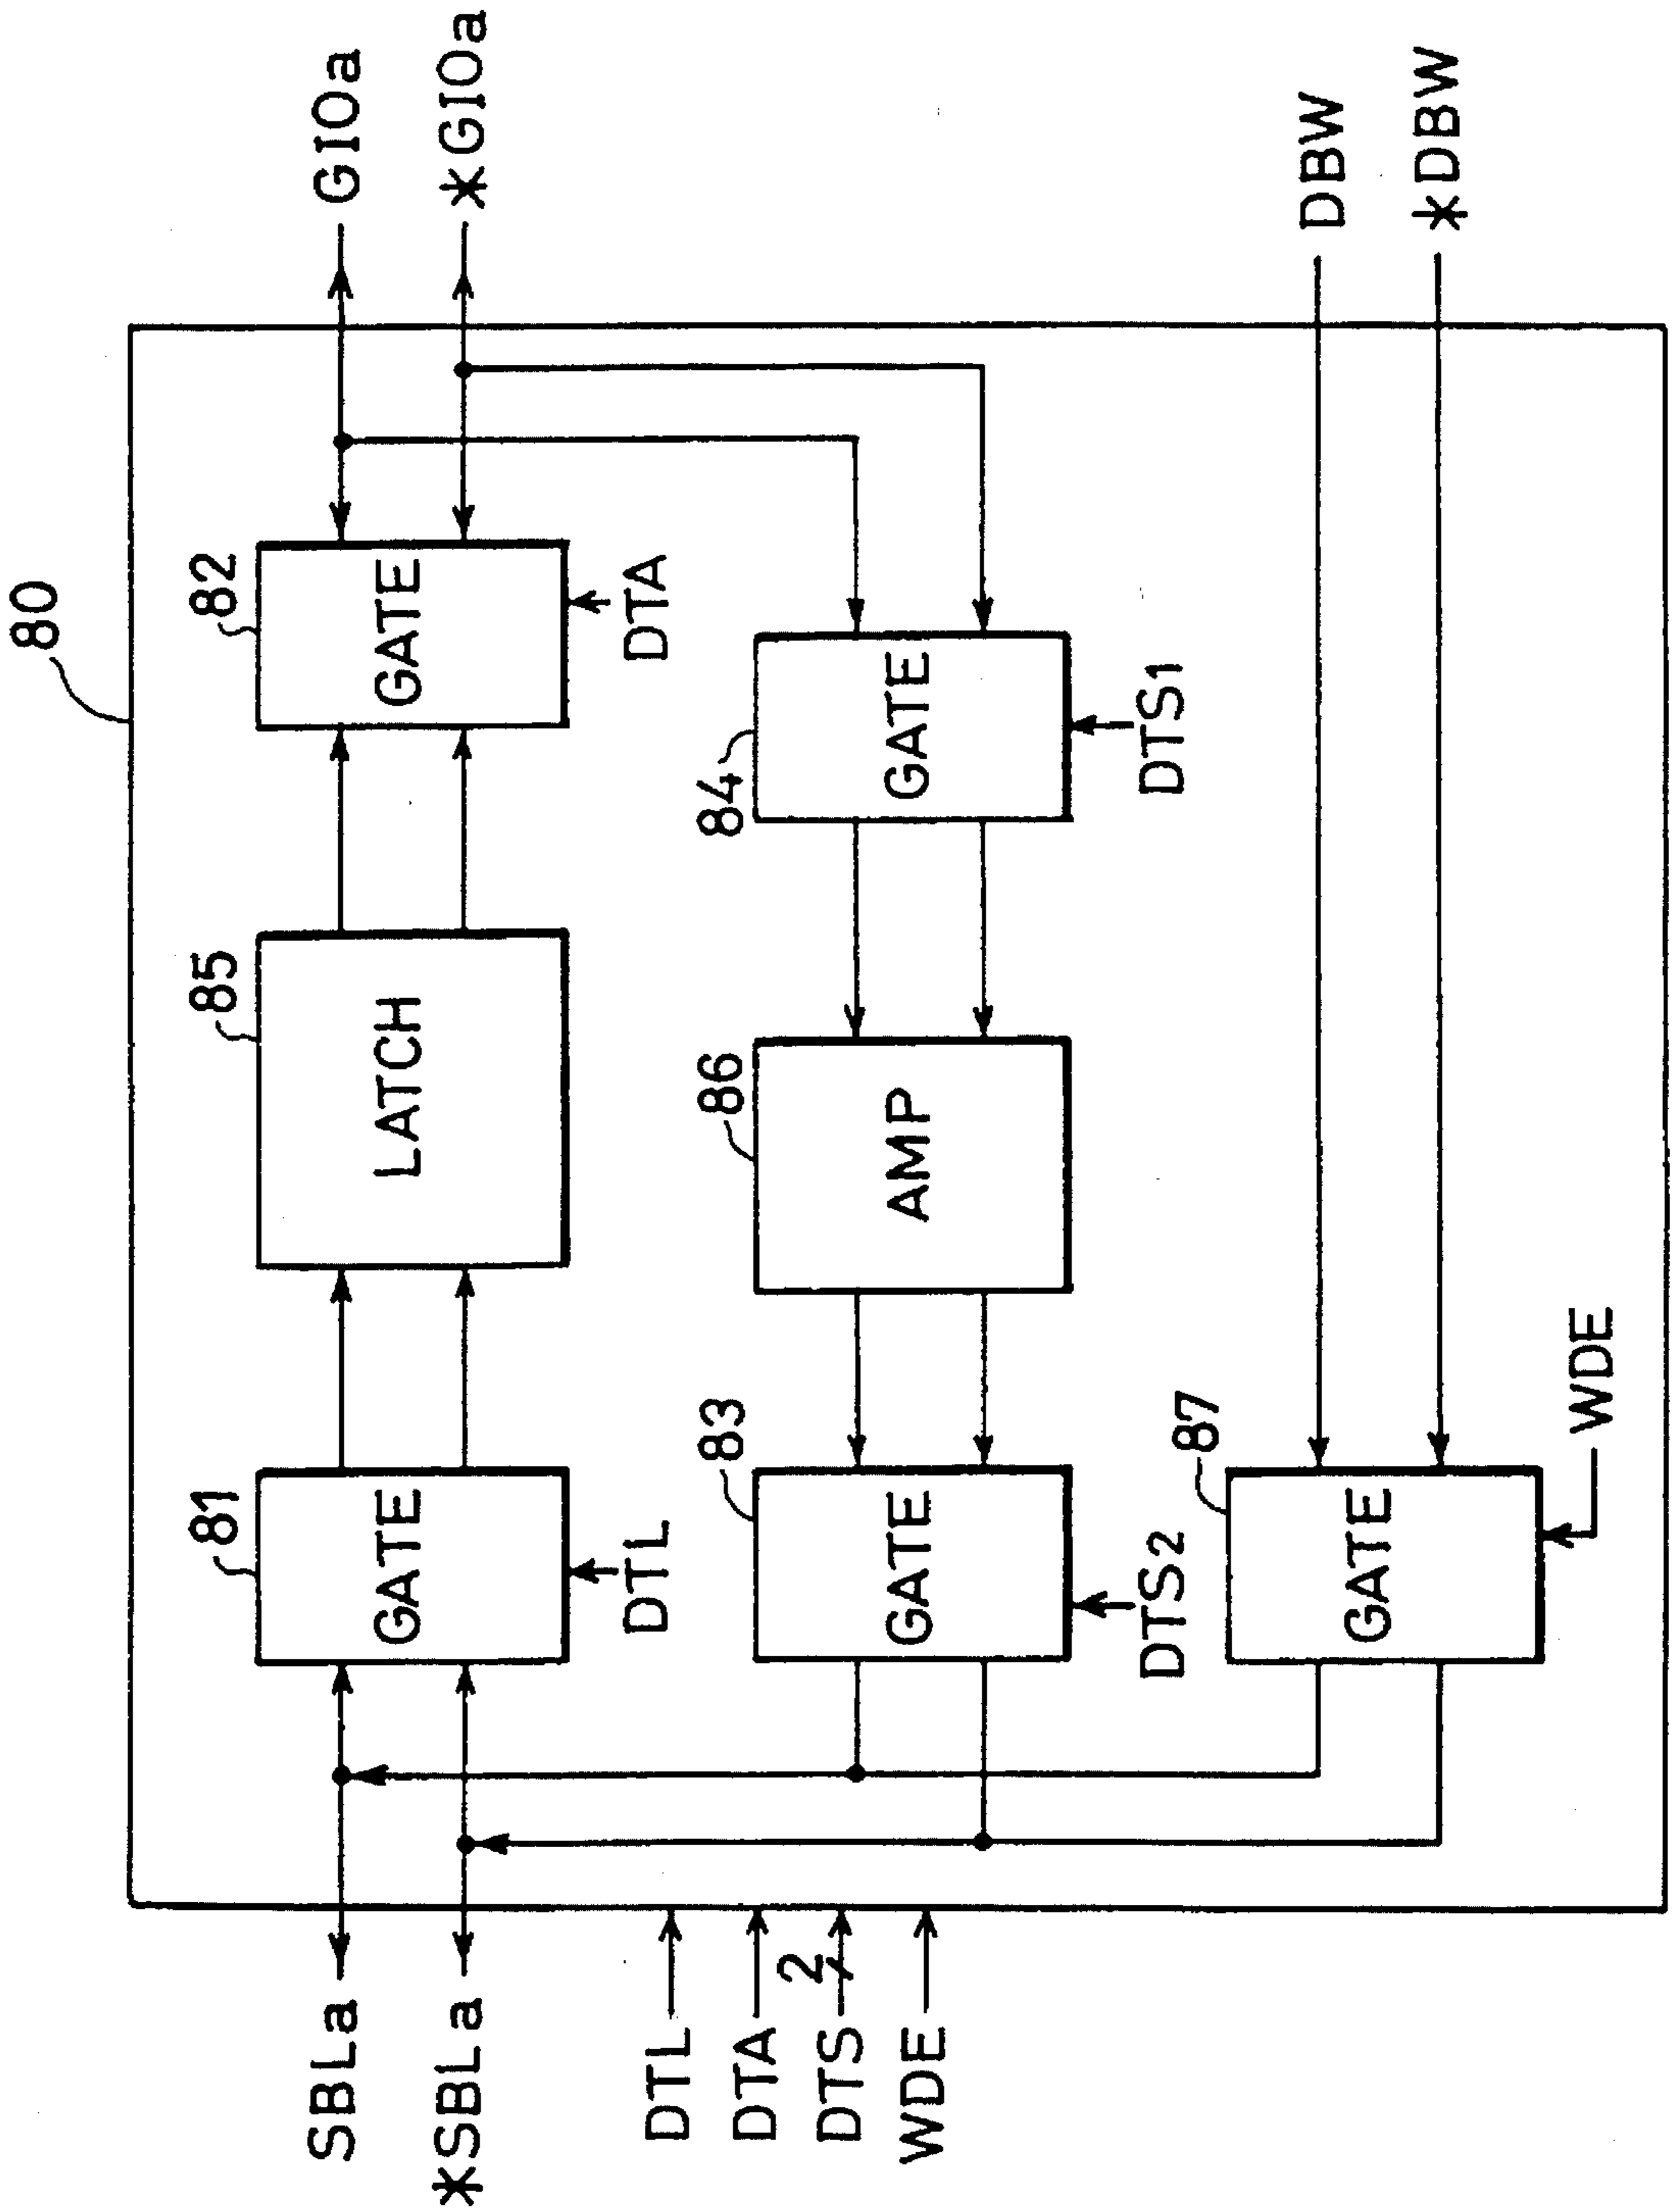 80
SBLa
*SBLa
GIOa
*GIOa
81
GATE
DTL
85
LATCH
82
GATE
DTA
83
GATE
DTS2
86
AMP
84
GATE
DTS1
87
GATE
WDE
DBW
*DBW
DTL
DTA
2
DTS
WDE